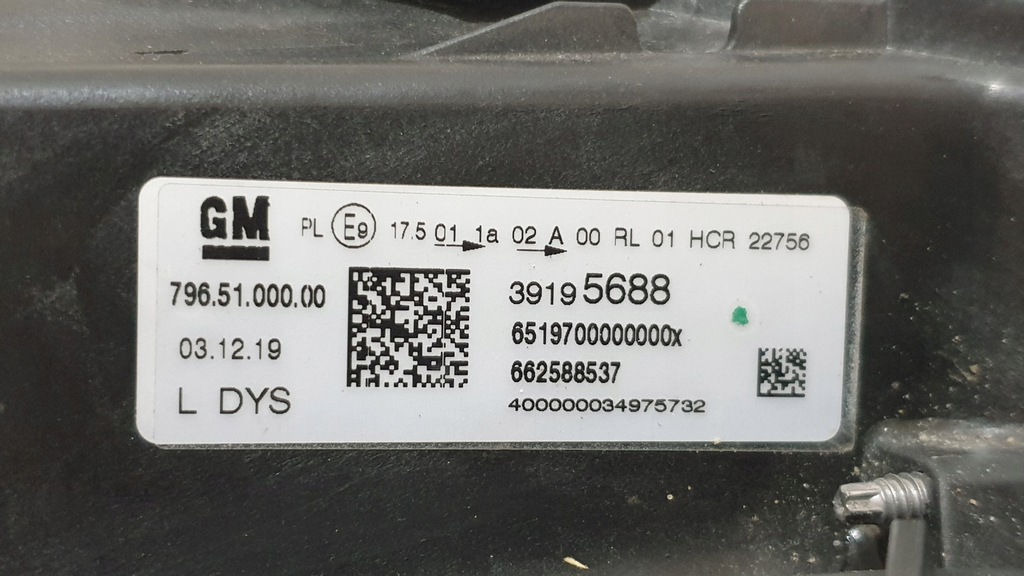 GM PL E9 17.5 01 1a 02 A 00 RL 01 HCR 22756
796.51.000.00
39195688
03.12.19
6519700000000x
L DYS
662588537
400000034975732